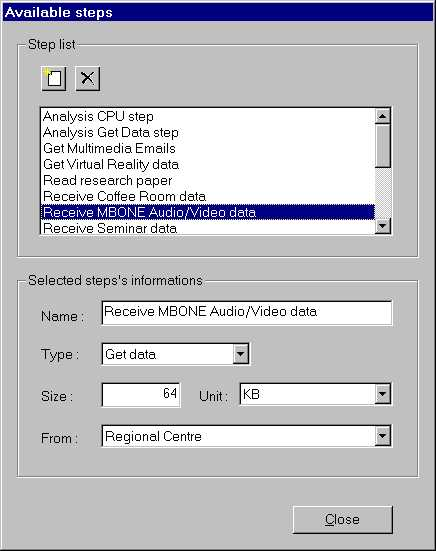 Available steps
Step list
Analysis CPU step
Analysis Get Data step
Get Multimedia Emails
Get Virtual Reality data
Read research paper
Receive Coffee Room data
Receive MBONE Audio/Video data
Receive Seminar data
Selected steps's informations
Name : Receive MBONE Audio/Video data
Type : Get data
Size : 64 Unit : KB
From : Regional Centre
Close